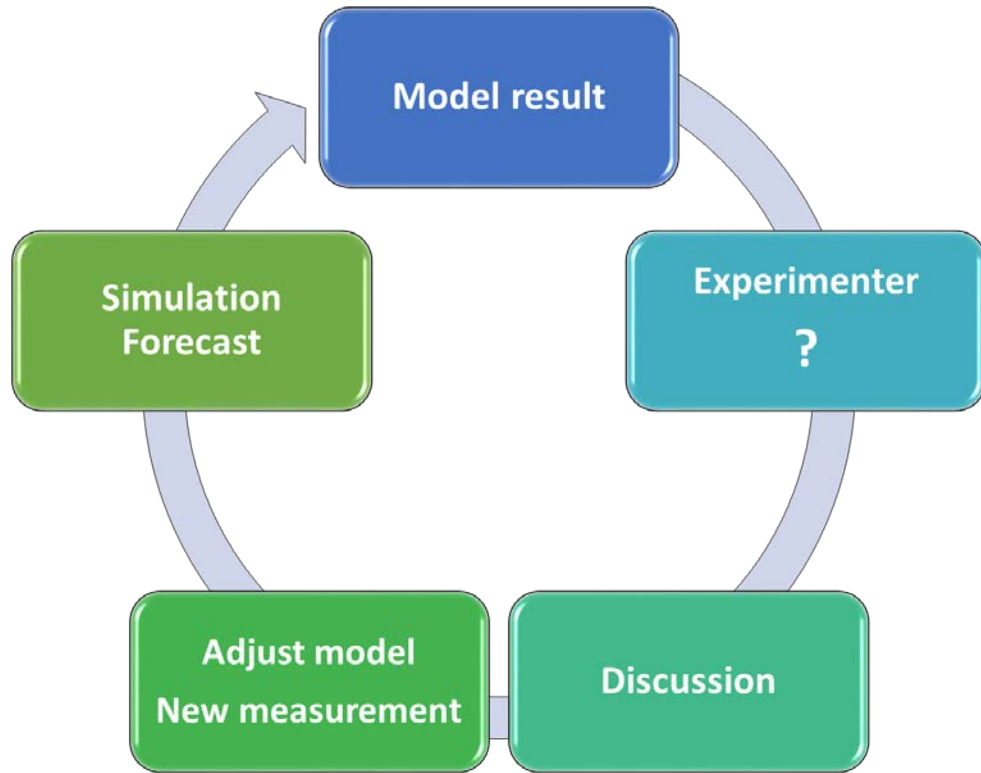 Model result
Experimenter
?
Discussion
Adjust model
New measurement
Simulation
Forecast